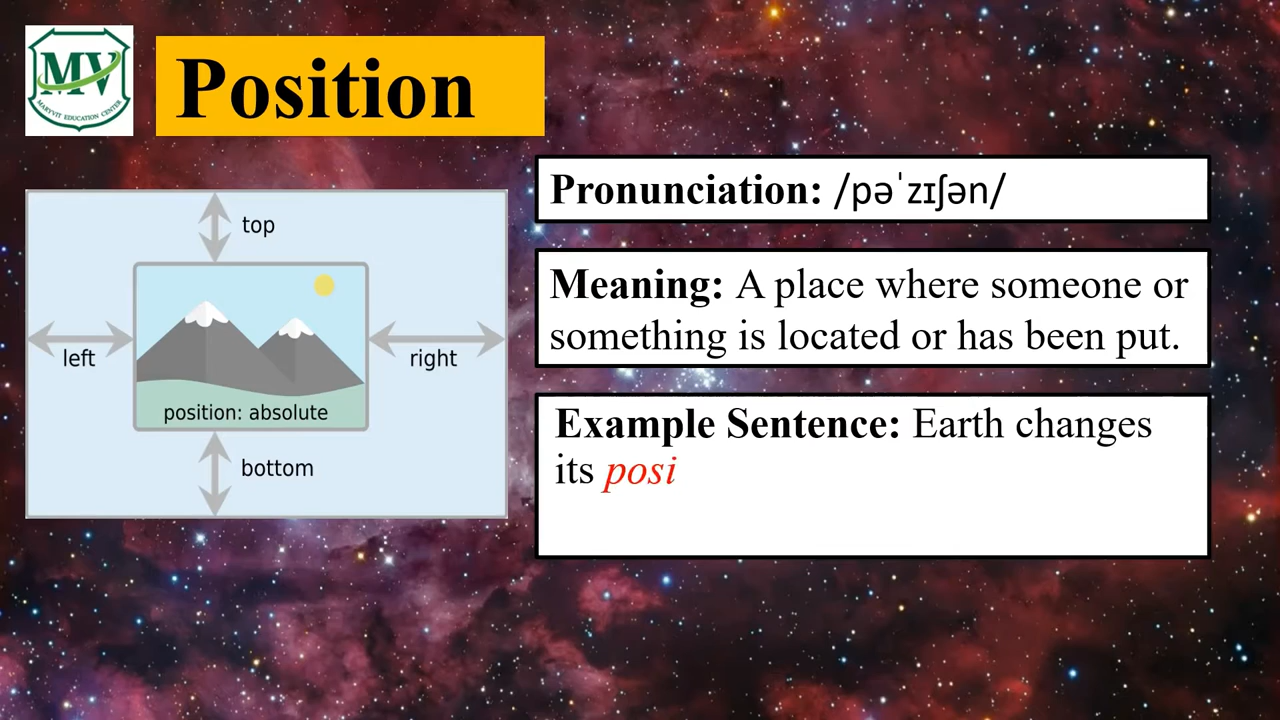 MV
MARYVIT EDUCATION CENTER
Position
Pronunciation: /pəˈzɪʃən/
top
Meaning: A place where someone or
something is located or has been put.
left
right
position: absolute
Example Sentence: Earth changes
its posi
bottom